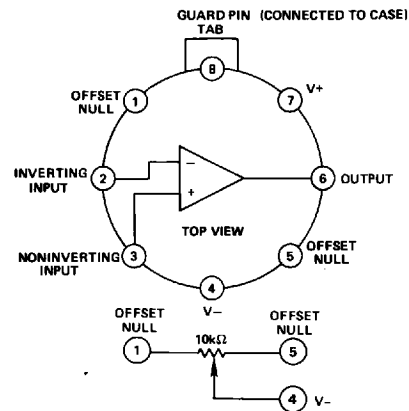 GUARD PIN (CONNECTED TO CASE)
TAB
8
OFFSET
NULL
1
7
V+
INVERTING
INPUT
2
−
+
6
OUTPUT
TOP VIEW
NONINVERTING
INPUT
3
5
OFFSET
NULL
4
V−
OFFSET
NULL
10kΩ
OFFSET
NULL
1
5
4
V−